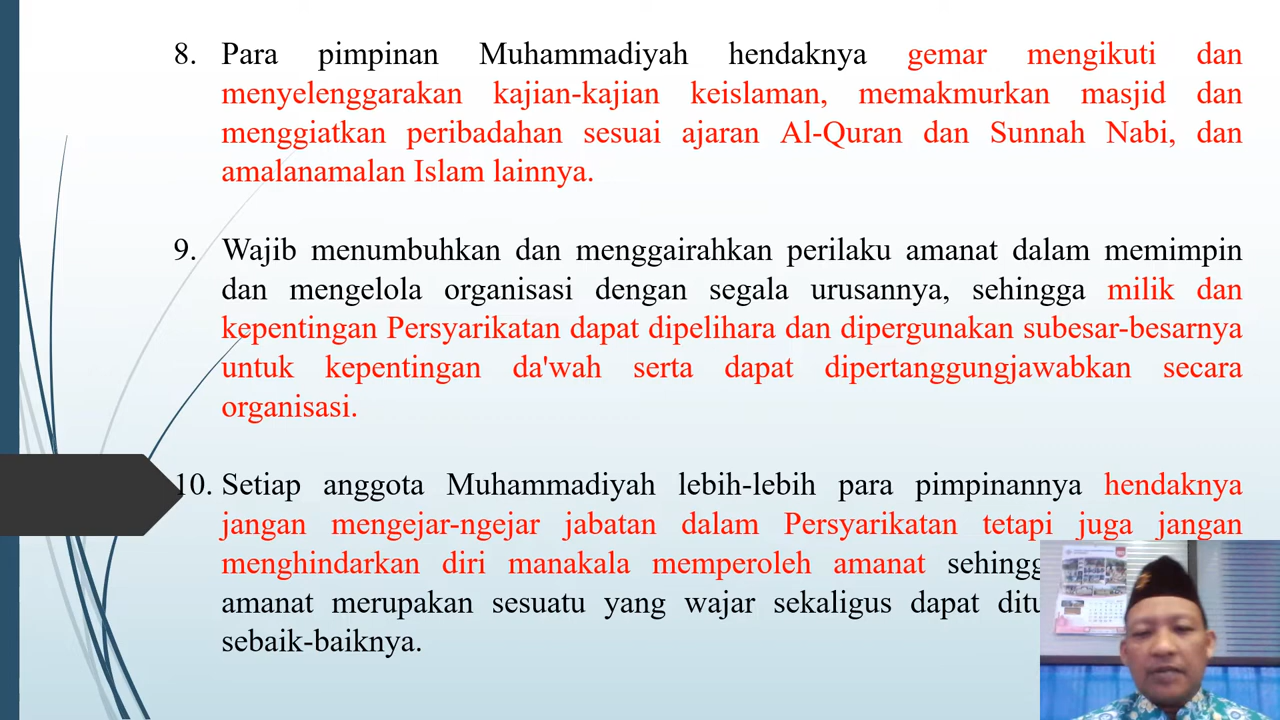 8. Para pimpinan Muhammadiyah hendaknya gemar mengikuti dan
menyelenggarakan kajian-kajian keislaman, memakmurkan masjid dan
menggiatkan peribadahan sesuai ajaran Al-Quran dan Sunnah Nabi, dan
amalanamalan Islam lainnya.
9. Wajib menumbuhkan dan menggairahkan perilaku amanat dalam memimpin
dan mengelola organisasi dengan segala urusannya, sehingga milik dan
kepentingan Persyarikatan dapat dipelihara dan dipergunakan subesar-besarnya
untuk kepentingan da'wah serta dapat dipertanggungjawabkan secara
organisasi.
10. Setiap anggota Muhammadiyah lebih-lebih para pimpinannya hendaknya
jangan mengejar-ngejar jabatan dalam Persyarikatan tetapi juga jangan
menghindarkan diri manakala memperoleh amanat
amanat merupakan sesuatu yang wajar sekaligus dapat
sebaik-baiknya.